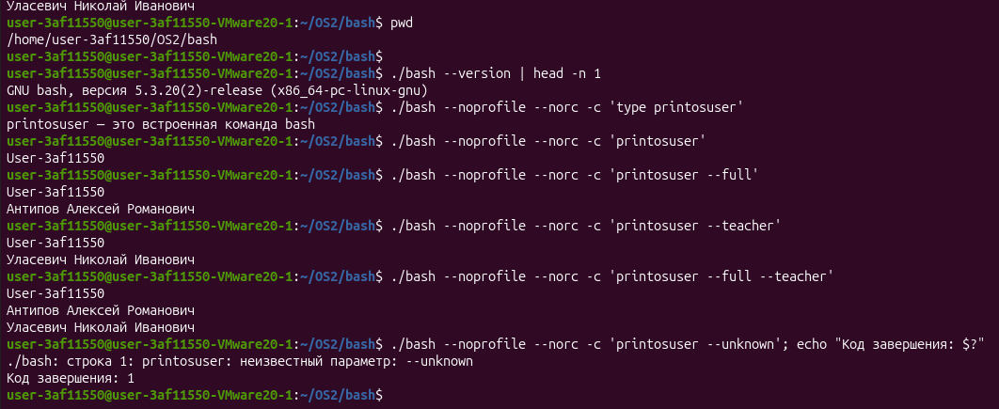 Уласевич Николай Иванович
user-3af11550@user-3af11550-VMware20-1:~/OS2/bash$ pwd
/home/user-3af11550/OS2/bash
user-3af11550@user-3af11550-VMware20-1:~/OS2/bash$
user-3af11550@user-3af11550-VMware20-1:~/OS2/bash$ ./bash --version | head -n 1
GNU bash, версия 5.3.20(2)-release (x86_64-pc-linux-gnu)
user-3af11550@user-3af11550-VMware20-1:~/OS2/bash$ ./bash --noprofile --norc -c 'type printosuser'
printosuser — это встроенная команда bash
user-3af11550@user-3af11550-VMware20-1:~/OS2/bash$ ./bash --noprofile --norc -c 'printosuser'
User-3af11550
user-3af11550@user-3af11550-VMware20-1:~/OS2/bash$ ./bash --noprofile --norc -c 'printosuser --full'
User-3af11550
Антипов Алексей Романович
user-3af11550@user-3af11550-VMware20-1:~/OS2/bash$ ./bash --noprofile --norc -c 'printosuser --teacher'
User-3af11550
Уласевич Николай Иванович
user-3af11550@user-3af11550-VMware20-1:~/OS2/bash$ ./bash --noprofile --norc -c 'printosuser --full --teacher'
User-3af11550
Антипов Алексей Романович
Уласевич Николай Иванович
user-3af11550@user-3af11550-VMware20-1:~/OS2/bash$ ./bash --noprofile --norc -c 'printosuser --unknown'; echo "Код завершения: $?"
./bash: строка 1: printosuser: неизвестный параметр: --unknown
Код завершения: 1
user-3af11550@user-3af11550-VMware20-1:~/OS2/bash$